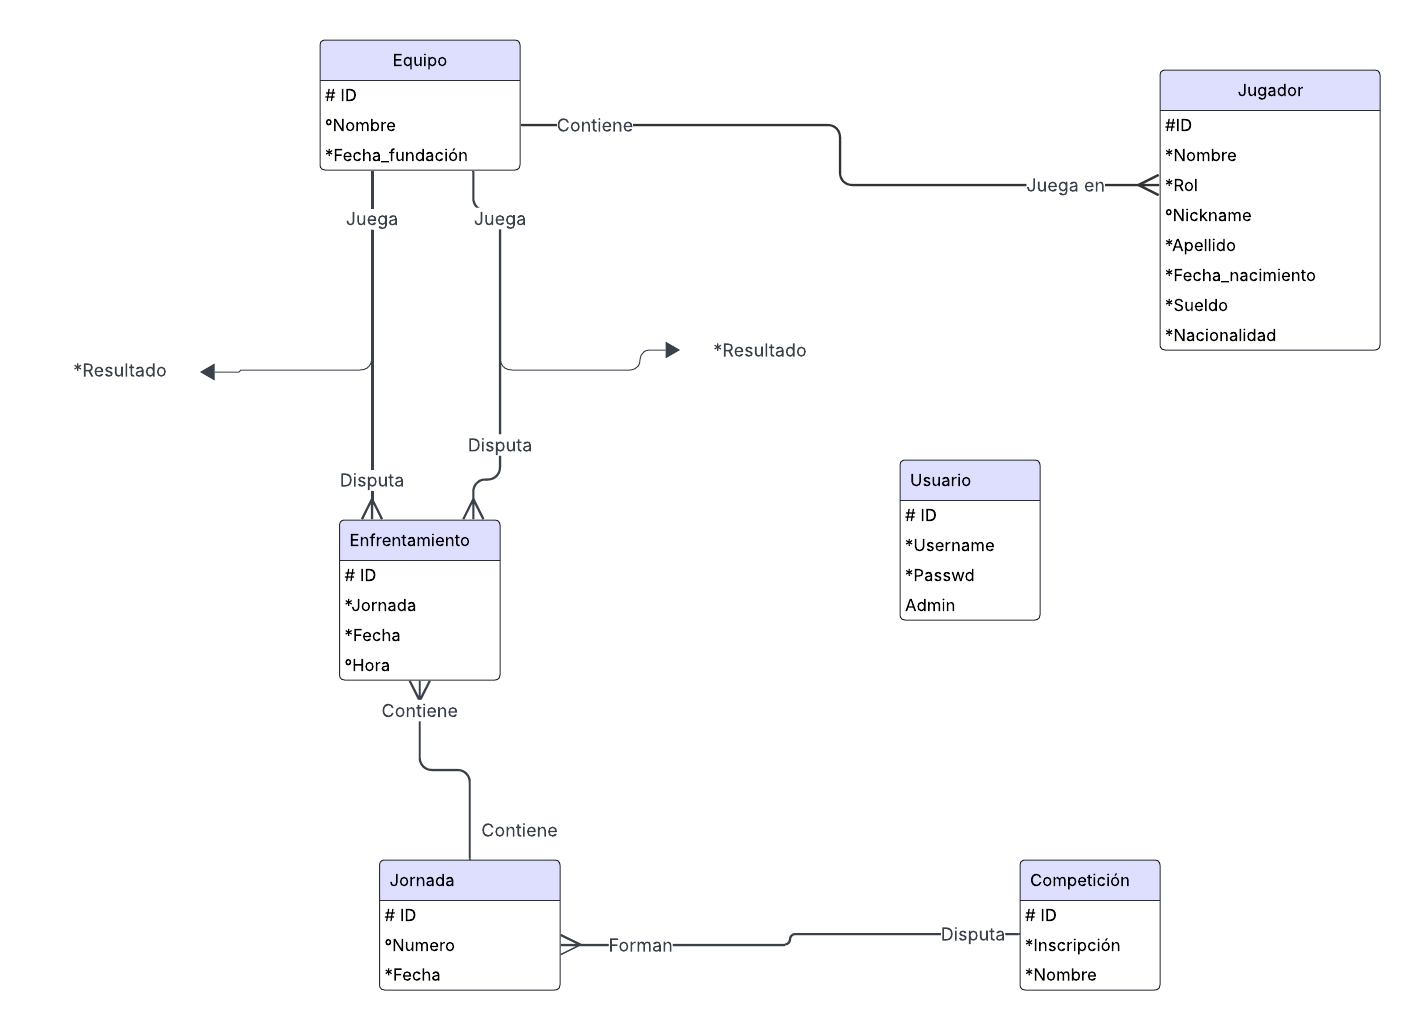 Equipo
# ID
ºNombre
*Fecha_fundación
Contiene
Jugador
#ID
*Nombre
*Rol
ºNickname
*Apellido
*Fecha_nacimiento
*Sueldo
*Nacionalidad
Juega en
Juega
Juega
*Resultado
*Resultado
Disputa
Disputa
Enfrentamiento
# ID
*Jornada
*Fecha
ºHora
Usuario
# ID
*Username
*Passwd
Admin
Contiene
Contiene
Jornada
# ID
ºNumero
*Fecha
Forman
Disputa
Competición
# ID
*Inscripción
*Nombre